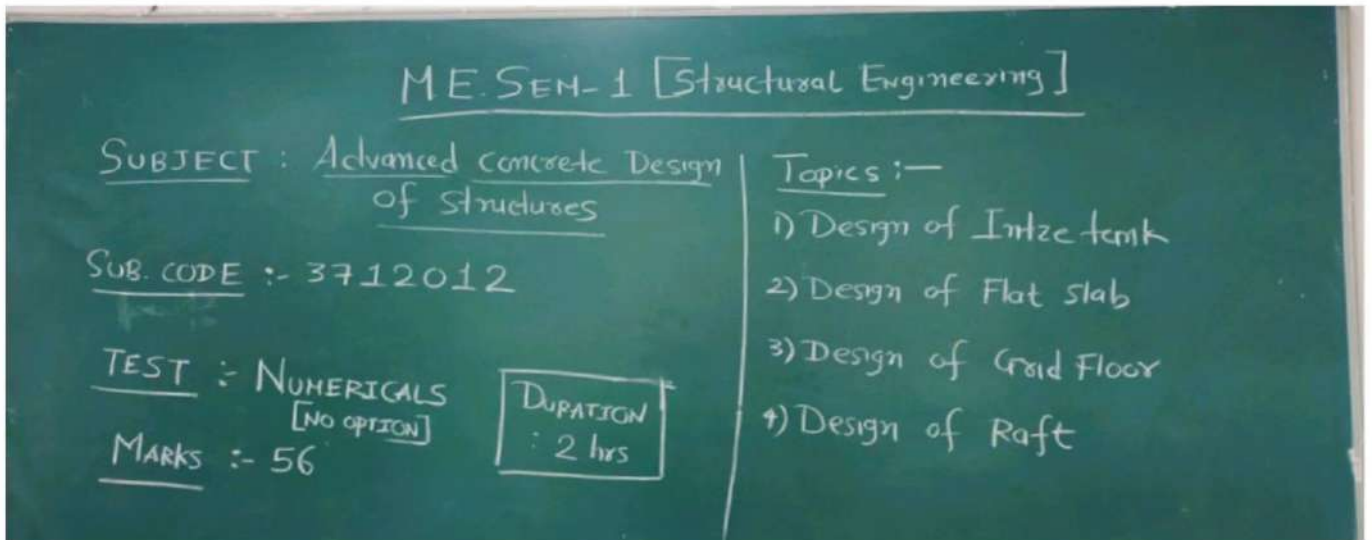 M E. SEM-1 [Structural Engineering]
SUBJECT : Advanced concrete Design
of structures
SUB. CODE :- 3712012
TEST :- NUMERICALS
[NO OPTION]
MARKS :- 56
DURATION
: 2 hrs
Topics :-
1) Design of Intze tank
2) Design of Flat slab
3) Design of Grid Floor
4) Design of Raft